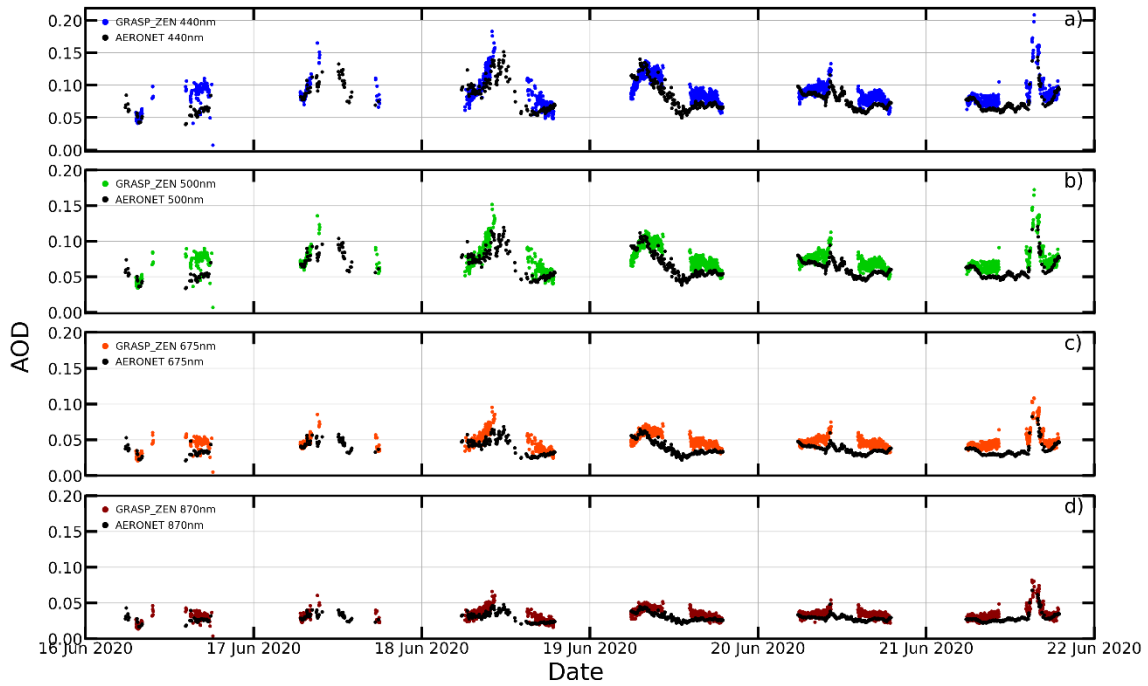 0.20
GRASP_ZEN 440nm
a)
AERONET 440nm
0.15
0.10
0.05
0.00
0.20
GRASP_ZEN 500nm
b)
AERONET 500nm
0.15
0.10
0.05
0.00
AOD
0.20
GRASP_ZEN 675nm
c)
AERONET 675nm
0.15
0.10
0.05
0.00
0.20
GRASP_ZEN 870nm
d)
AERONET 870nm
0.15
0.10
0.05
0.00
16 Jun 2020 17 Jun 2020 18 Jun 2020 19 Jun 2020 20 Jun 2020 21 Jun 2020 22 Jun 2020
Date